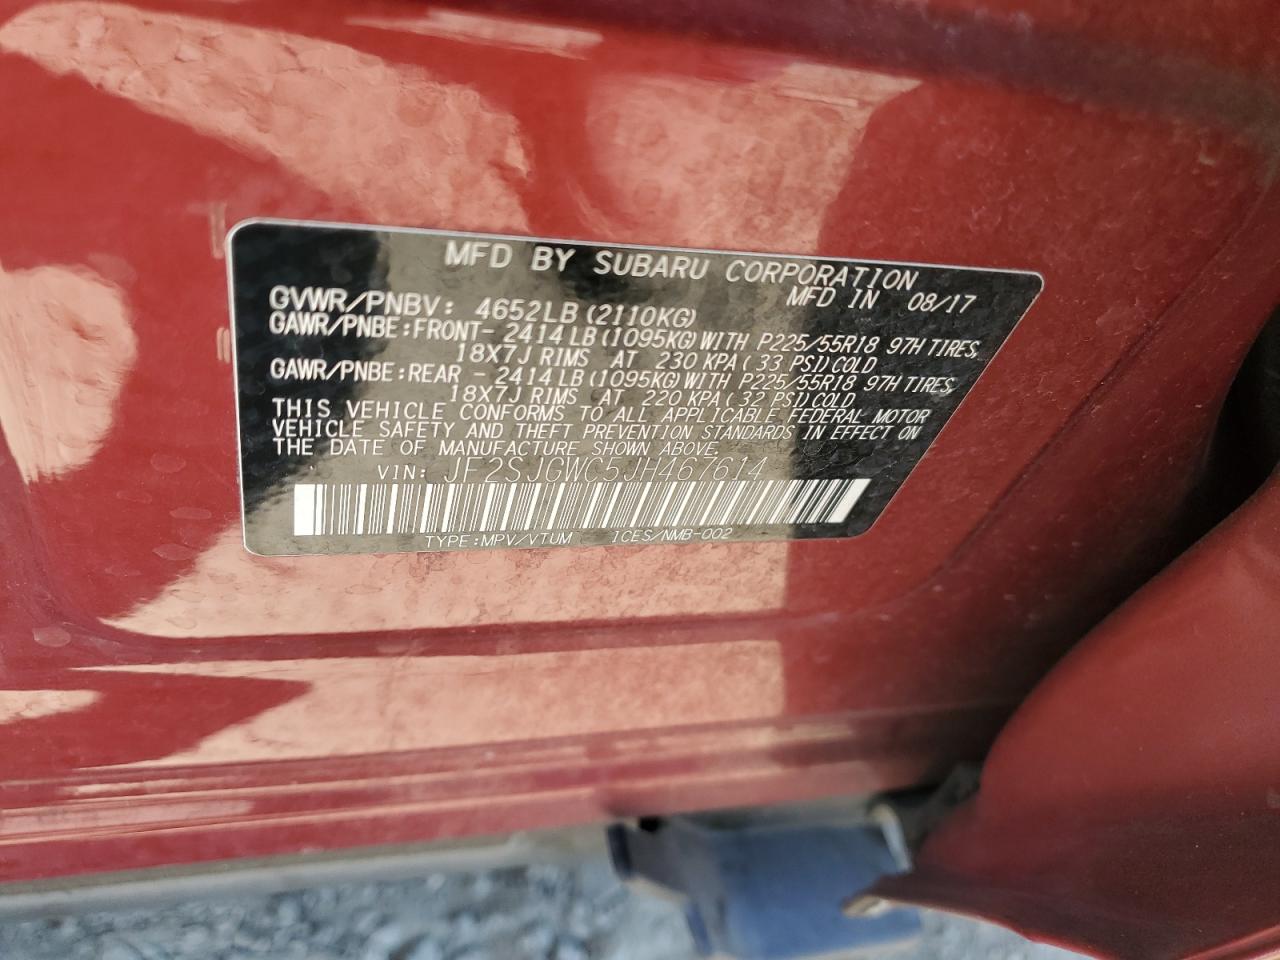 MFD BY SUBARU CORPORATION
MFD IN 08/17
GVWR/PNBV: 4652LB(2110KG)
GAWR/PNBE:FRONT- 2414LB(1095KG)WITH P225/55R18 97H TIRES,
18X7J RIMS AT 230 KPA(33 PSI)COLD
GAWR/PNBE:REAR - 2414LB(1095KG)WITH P225/55R18 97H TIRES,
18X7J RIMS AT 220 KPA(32 PSI)COLD
THIS VEHICLE CONFORMS TO ALL APPLICABLE FEDERAL MOTOR
VEHICLE SAFETY AND THEFT PREVENTION STANDARDS IN EFFECT ON
THE DATE OF MANUFACTURE SHOWN ABOVE.
VIN: JF2SJGWC5JH467614
TYPE:MPV/VTUM ICES/NMB-002